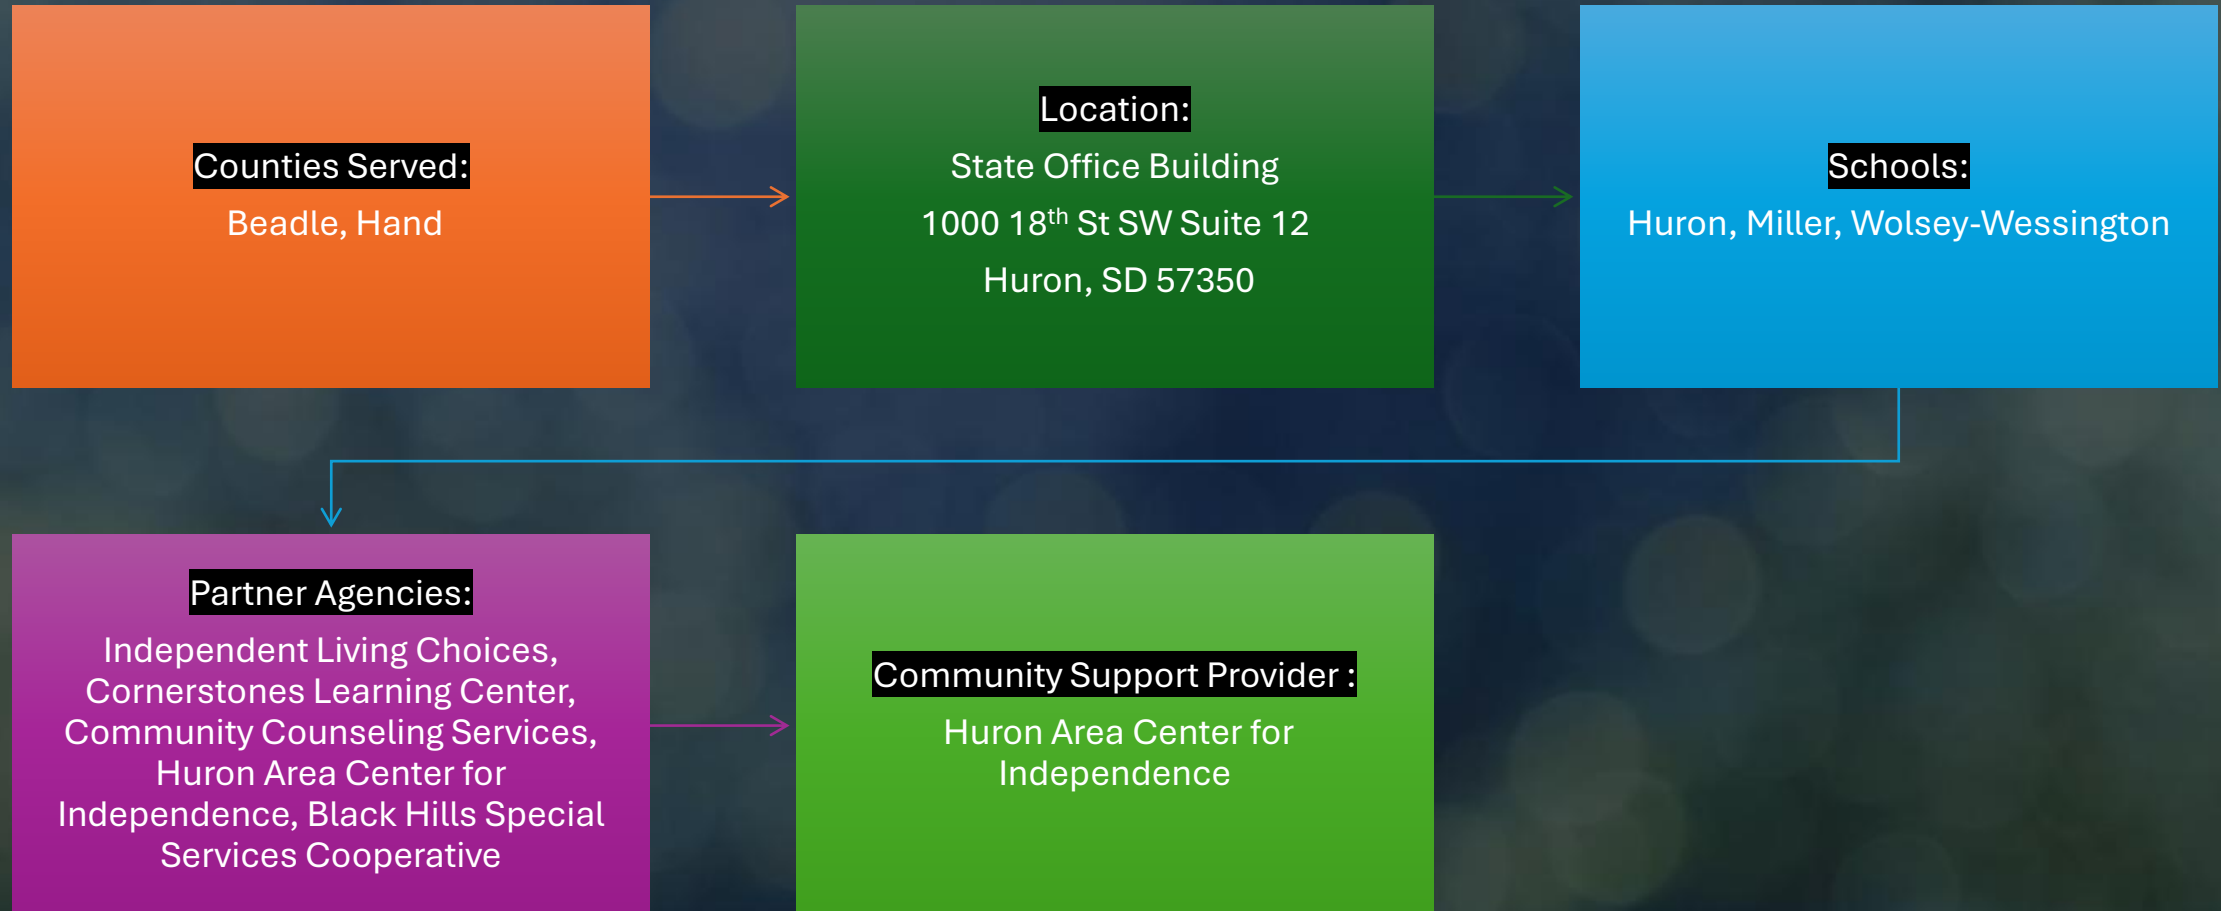 Counties Served:
Beadle, Hand
Location:
State Office Building
1000 18th St SW Suite 12
Huron, SD 57350
Schools:
Huron, Miller, Wolsey-Wessington
Partner Agencies:
Independent Living Choices,
Cornerstones Learning Center,
Community Counseling Services,
Huron Area Center for
Independence, Black Hills Special
Services Cooperative
Community Support Provider :
Huron Area Center for
Independence